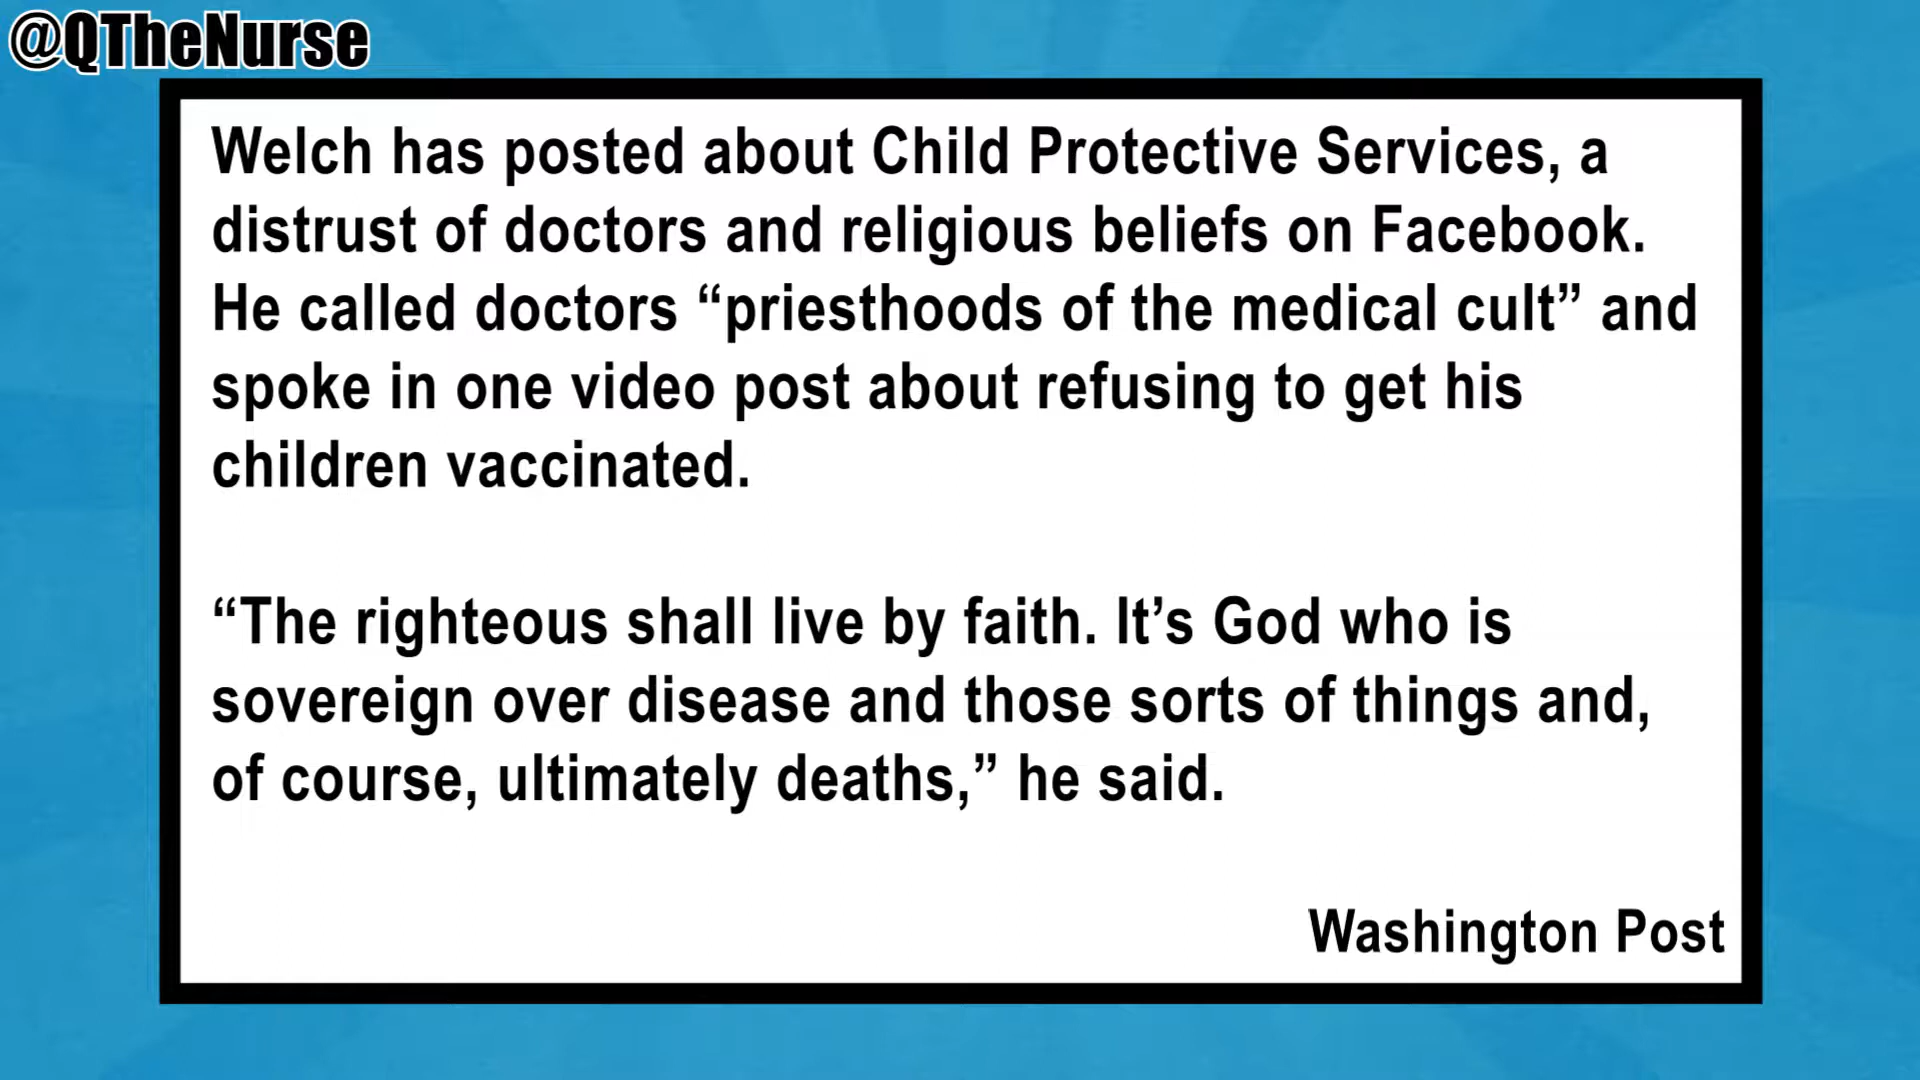 @QTheNurse
Welch has posted about Child Protective Services, a
distrust of doctors and religious beliefs on Facebook.
He called doctors “priesthoods of the medical cult” and
spoke in one video post about refusing to get his
children vaccinated.
“The righteous shall live by faith. It’s God who is
sovereign over disease and those sorts of things and,
of course, ultimately deaths,” he said.
Washington Post